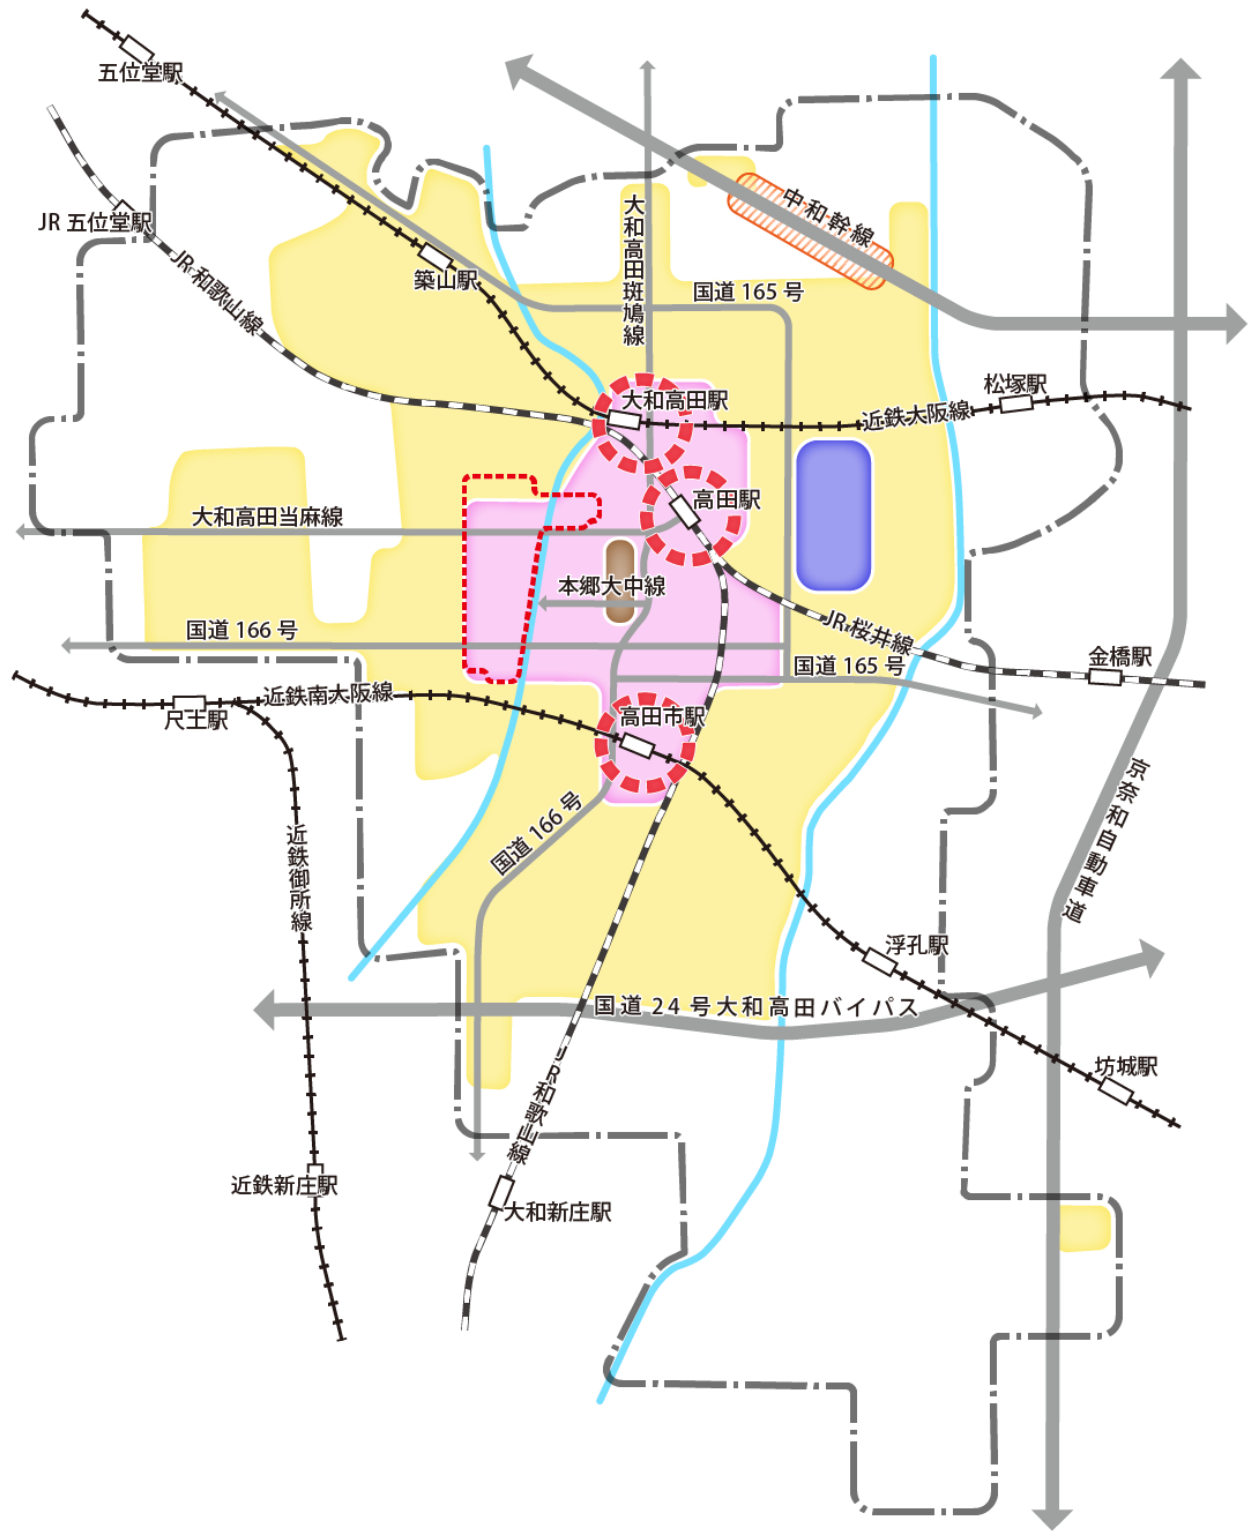 五位堂駅
JR 五位堂駅
JR 和歌山線
築山駅
大和高田斑鳩線
中和幹線
国道 165 号
大和高田駅
松塚駅
近鉄大阪線
高田駅
大和高田当麻線
本郷大中線
国道 166 号
JR 桜井線
金橋駅
国道 165 号
近鉄南大阪線
尺土駅
高田市駅
京奈和自動車道
国道 166 号
近鉄御所線
浮孔駅
国道 24 号大和高田バイパス
坊城駅
JR和歌山線
近鉄新庄駅
大和新庄駅